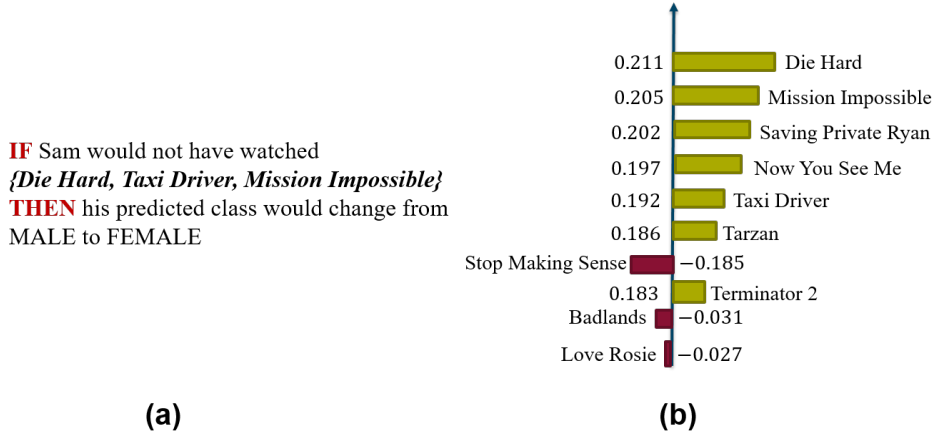 IF Sam would not have watched
{Die Hard, Taxi Driver, Mission Impossible}
THEN his predicted class would change from
MALE to FEMALE
(a)
0.211 Die Hard
0.205 Mission Impossible
0.202 Saving Private Ryan
0.197 Now You See Me
0.192 Taxi Driver
0.186 Tarzan
Stop Making Sense −0.185
0.183 Terminator 2
Badlands −0.031
Love Rosie −0.027
(b)